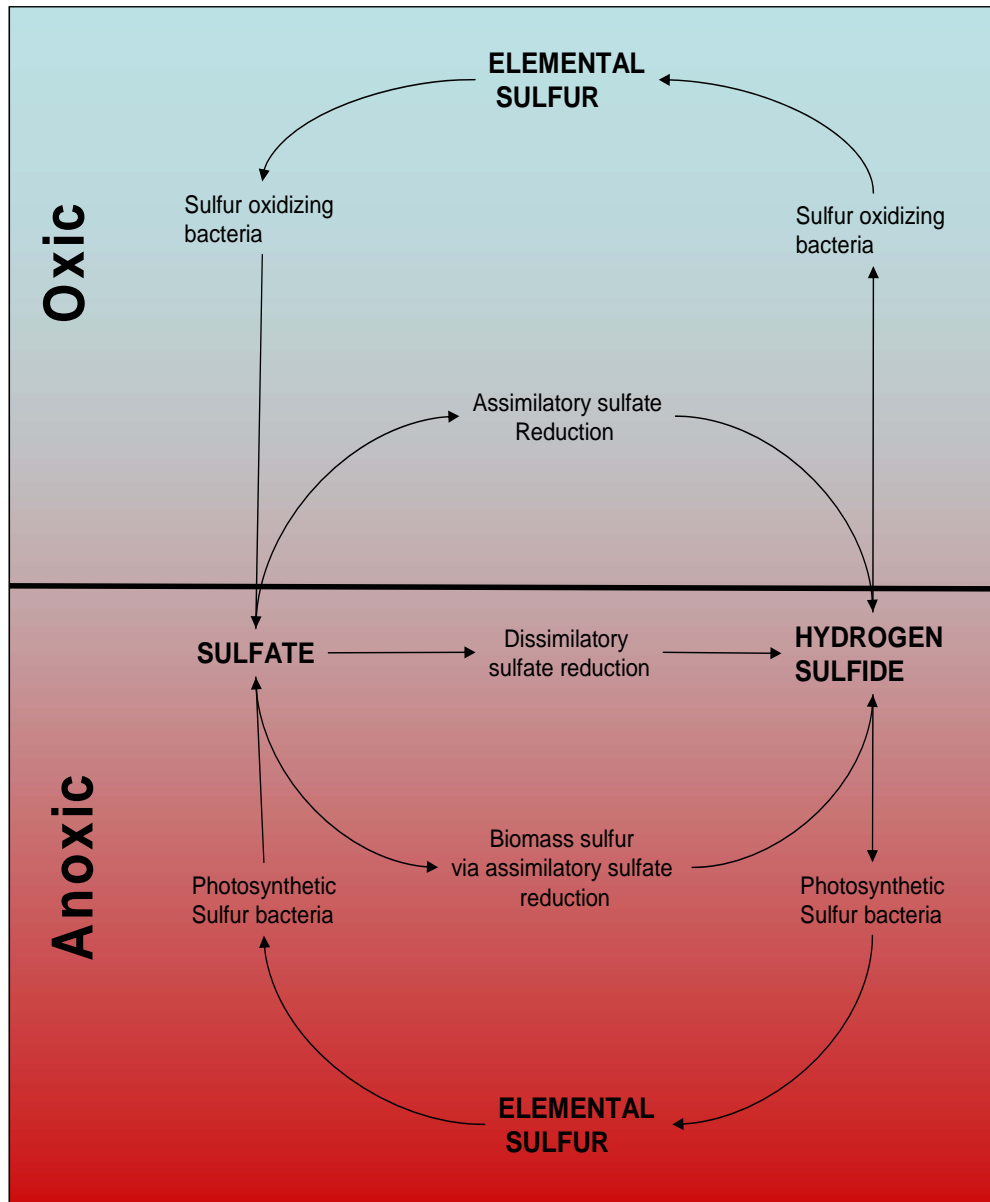 ELEMENTAL
SULFUR
Oxic
Sulfur oxidizing
bacteria
Sulfur oxidizing
bacteria
Assimilatory sulfate
Reduction
SULFATE
Dissimilatory
sulfate reduction
HYDROGEN
SULFIDE
Anoxic
Biomass sulfur
via assimilatory sulfate
reduction
Photosynthetic
Sulfur bacteria
Photosynthetic
Sulfur bacteria
ELEMENTAL
SULFUR